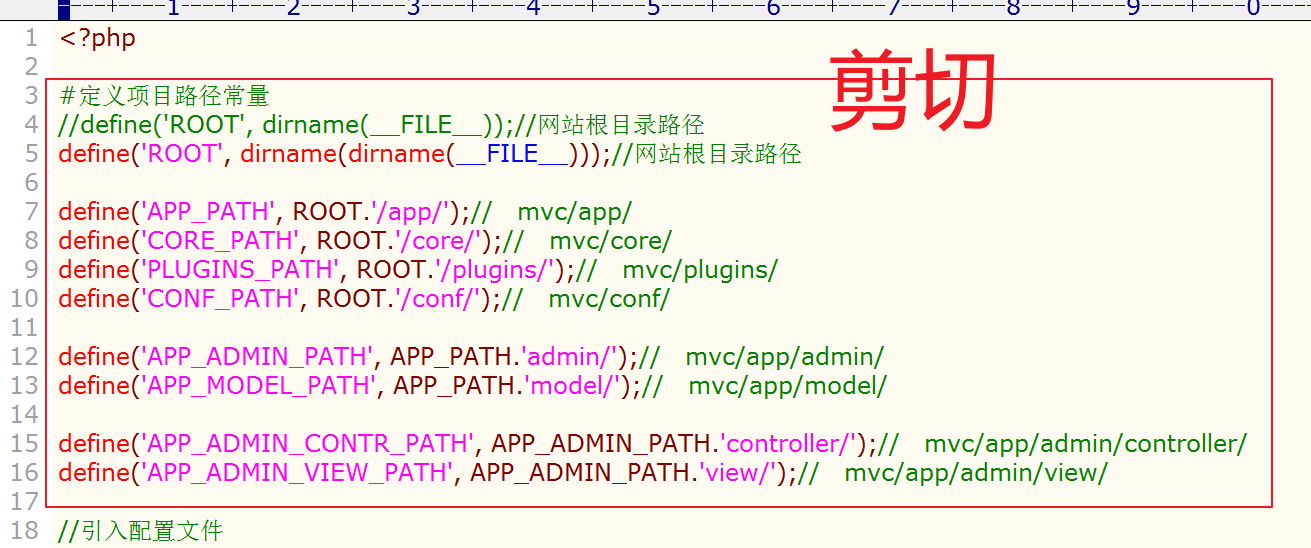 ----+----1----+----2----+----3----+----4----+----5----+----6----+----7----+----8----+----9----+----0----
1 <?php
2
剪切
3 #定义项目路径常量
4 //define('ROOT', dirname(__FILE__));//网站根目录路径
5 define('ROOT', dirname(dirname(__FILE__)));//网站根目录路径
6
7 define('APP_PATH', ROOT.'/app/');//   mvc/app/
8 define('CORE_PATH', ROOT.'/core/');//   mvc/core/
9 define('PLUGINS_PATH', ROOT.'/plugins/');//   mvc/plugins/
10 define('CONF_PATH', ROOT.'/conf/');//   mvc/conf/
11
12 define('APP_ADMIN_PATH', APP_PATH.'admin/');//   mvc/app/admin/
13 define('APP_MODEL_PATH', APP_PATH.'model/');//   mvc/app/model/
14
15 define('APP_ADMIN_CONTR_PATH', APP_ADMIN_PATH.'controller/');//   mvc/app/admin/controller/
16 define('APP_ADMIN_VIEW_PATH', APP_ADMIN_PATH.'view/');//   mvc/app/admin/view/
17
18 //引入配置文件